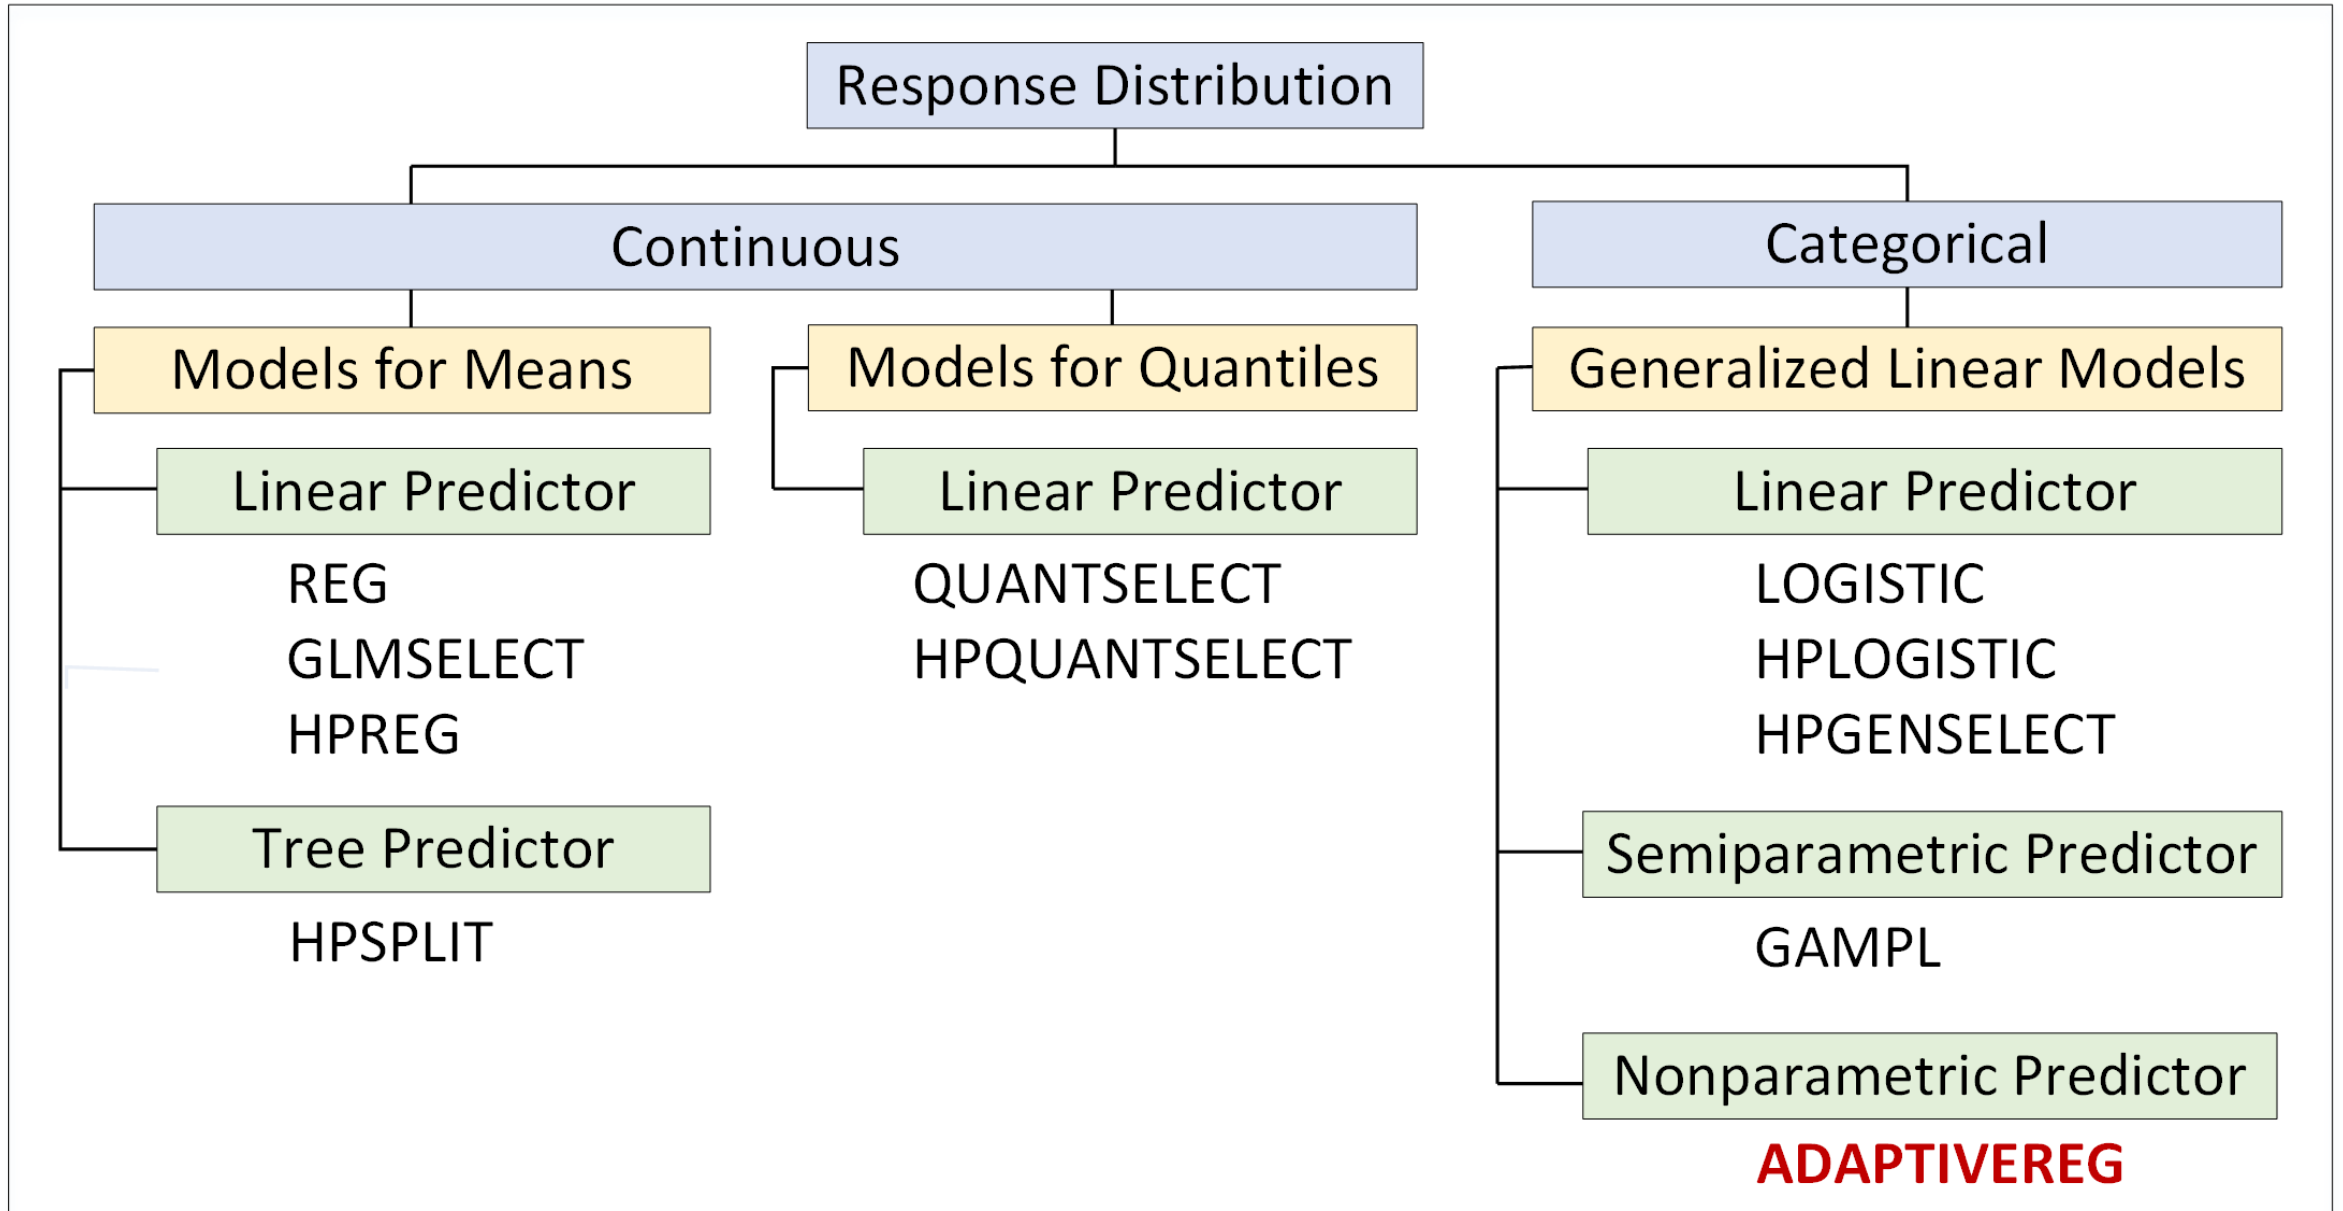 Response Distribution
Continuous
Categorical
Models for Means
Models for Quantiles
Generalized Linear Models
Linear Predictor
Linear Predictor
Linear Predictor
REG
QUANTSELECT
LOGISTIC
GLMSELECT
HPQUANTSELECT
HPLOGISTIC
HPREG
HPGENSELECT
Tree Predictor
Semiparametric Predictor
HPSPLIT
GAMPL
Nonparametric Predictor
ADAPTIVEREG